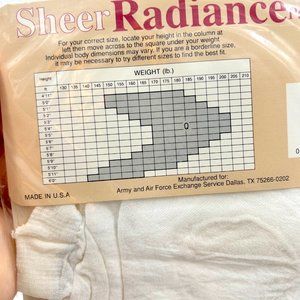 Sheer Radiance
For your correct size, locate your height in the column at
left then move across to the square under your weight
Individual body dimensions may vary. If you are a borderline size,
it may be necessary to try different sizes to find the best fit.
WEIGHT (lb.)
Height
130 135 140 145 150 155 160 165 170 175 180 185 190 195 200 205 210
4'11"
5'0"
5'1"
5'2"
5'3"
5'4"
5'5"
5'6"
5'7"
5'8"
5'9"
5'10"
5'11"
6'0"
Q
MADE IN U.S.A
Manufactured for:
Army and Air Force Exchange Service Dallas, TX 75266-0202
0